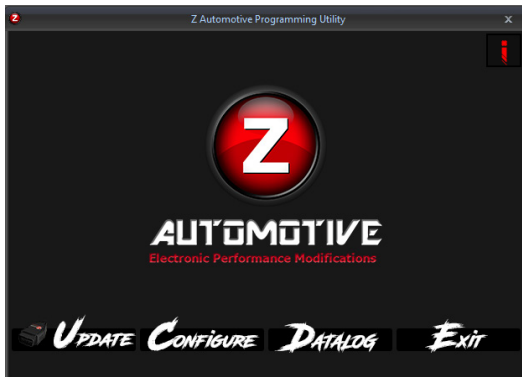 Z Automotive Programming Utility
x
i
Z
AUTOMOTIVE
Electronic Performance Modifications
UPDATE CONFIGURE DATALOG EXIT